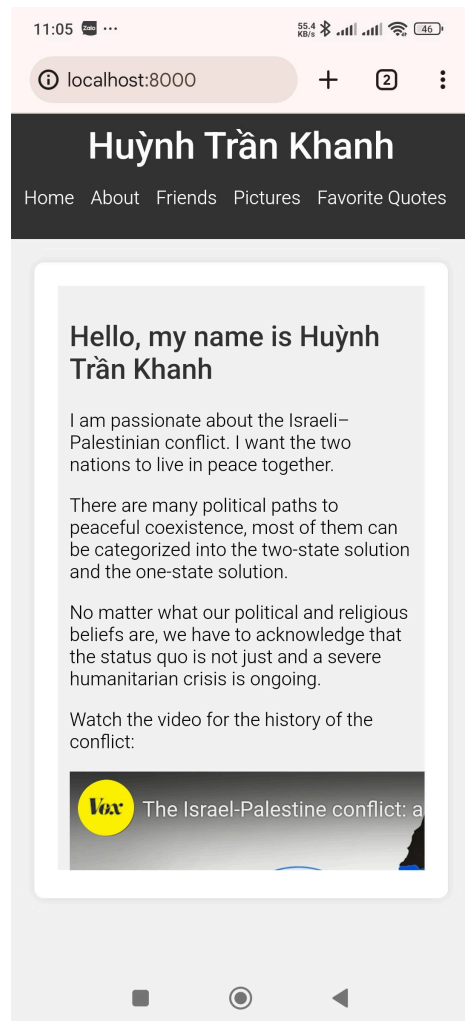 11:05 Zalo ... 55.4 KB/s 46
localhost:8000 + 2
Huỳnh Trần Khanh
Home About Friends Pictures Favorite Quotes
Hello, my name is Huỳnh
Trần Khanh
I am passionate about the Israeli–
Palestinian conflict. I want the two
nations to live in peace together.
There are many political paths to
peaceful coexistence, most of them can
be categorized into the two-state solution
and the one-state solution.
No matter what our political and religious
beliefs are, we have to acknowledge that
the status quo is not just and a severe
humanitarian crisis is ongoing.
Watch the video for the history of the
conflict:
Vox The Israel-Palestine conflict: a